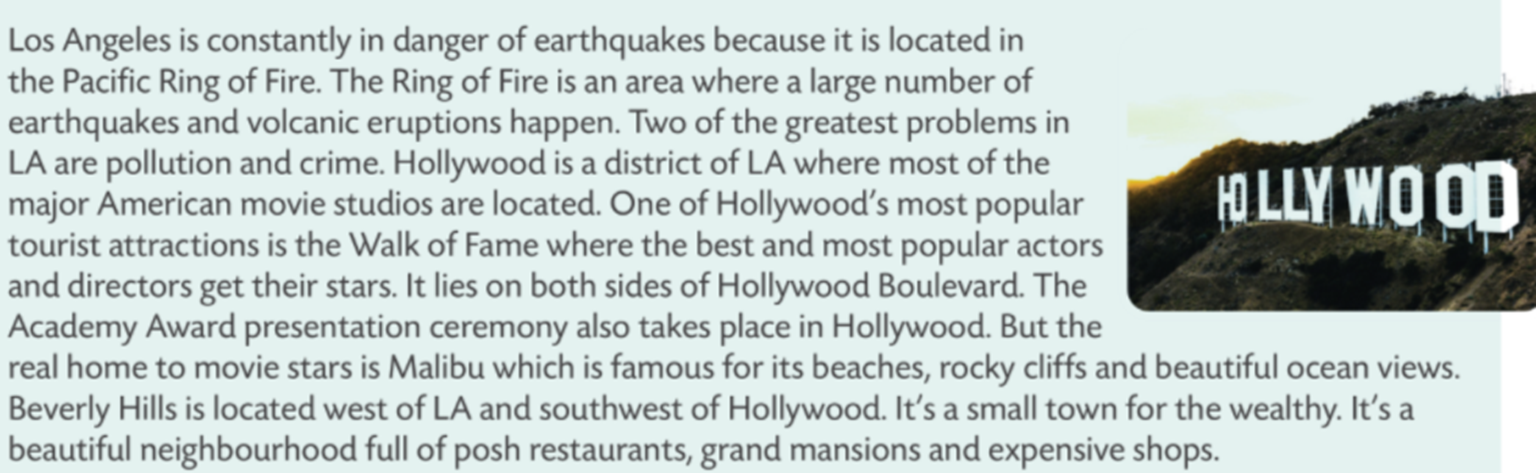 Los Angeles is constantly in danger of earthquakes because it is located in
the Pacific Ring of Fire. The Ring of Fire is an area where a large number of
earthquakes and volcanic eruptions happen. Two of the greatest problems in
LA are pollution and crime. Hollywood is a district of LA where most of the
major American movie studios are located. One of Hollywood's most popular
tourist attractions is the Walk of Fame where the best and most popular actors
and directors get their stars. It lies on both sides of Hollywood Boulevard. The
Academy Award presentation ceremony also takes place in Hollywood. But the
real home to movie stars is Malibu which is famous for its beaches, rocky cliffs and beautiful ocean views.
Beverly Hills is located west of LA and southwest of Hollywood. It's a small town for the wealthy. It's a
beautiful neighbourhood full of posh restaurants, grand mansions and expensive shops.
HOLLYWOOD